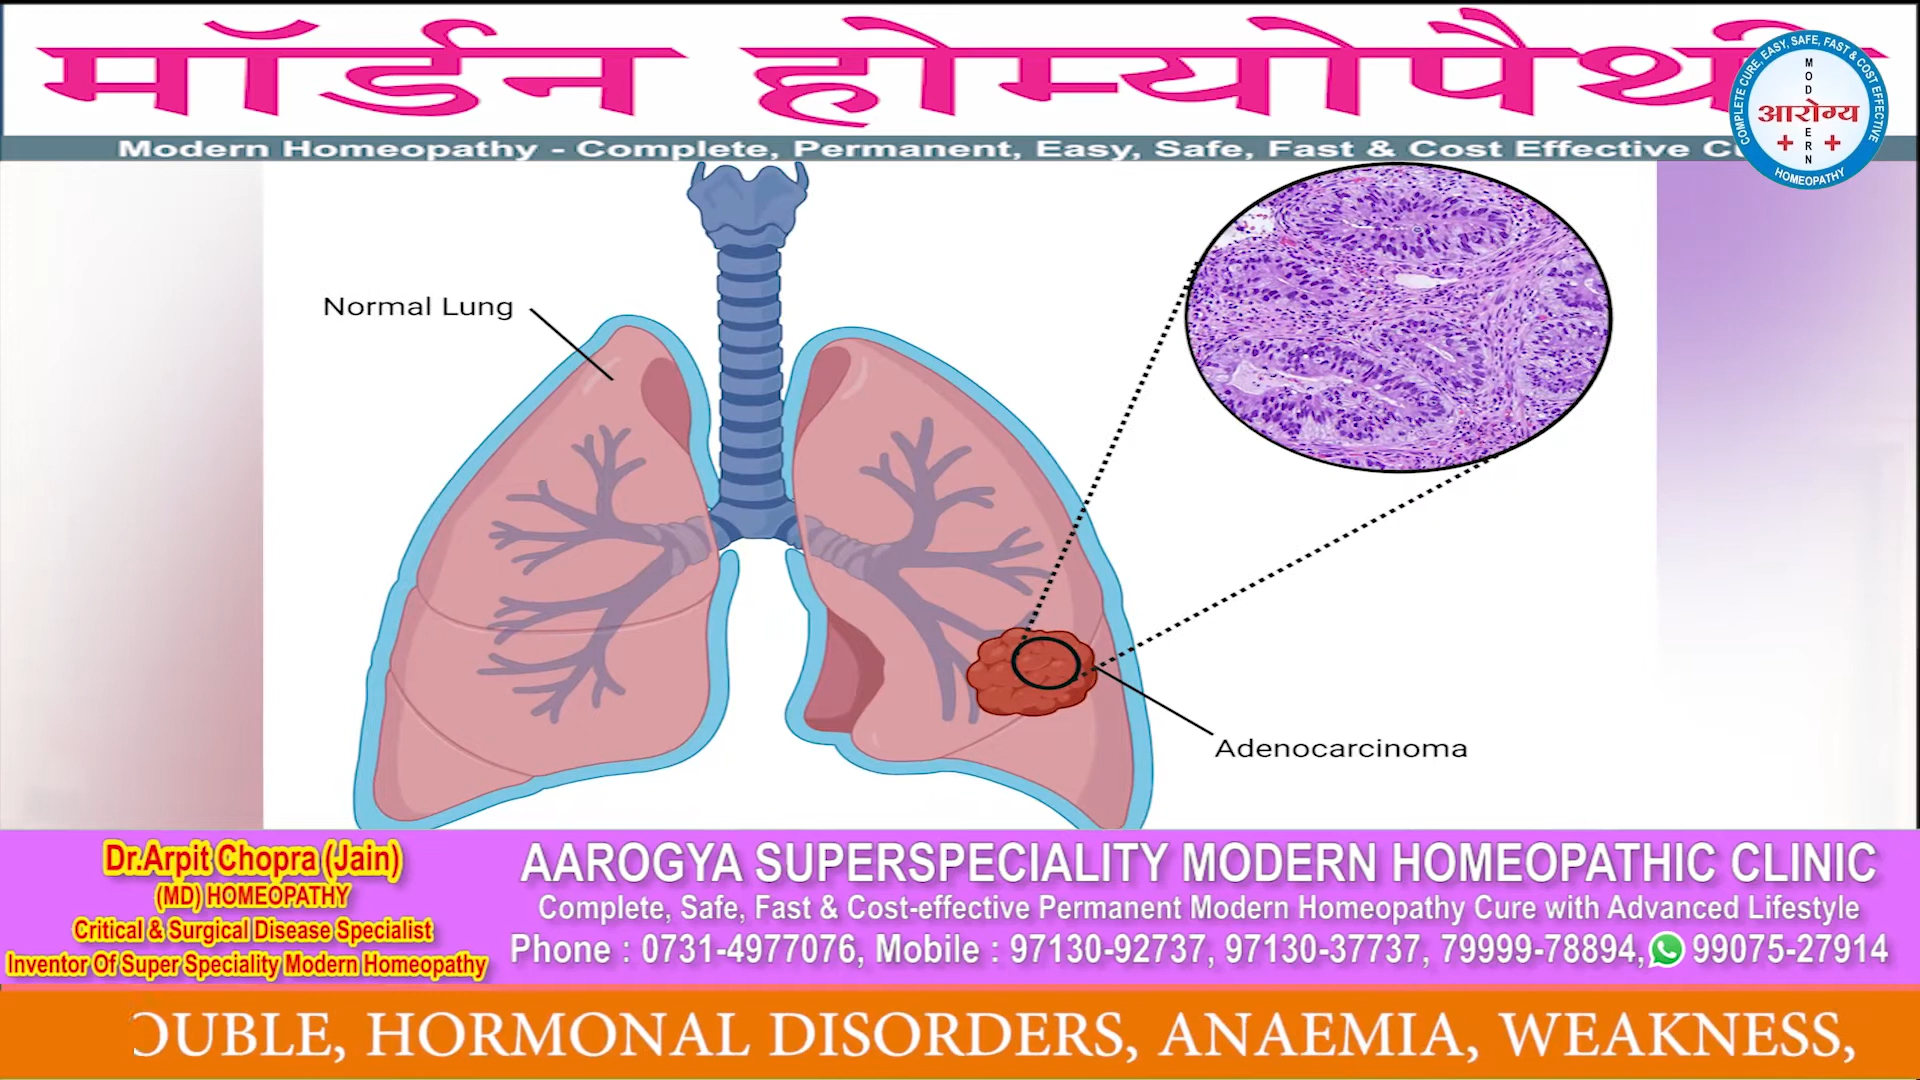 मॉर्डन होम्योपैथी
Modern Homeopathy - Complete, Permanent, Easy, Safe, Fast & Cost Effective
COMPLETE CURE, EASY, SAFE, FAST & COST EFFECTIVE
MODERN
आरोग्य
HOMEOPATHY
Normal Lung
Adenocarcinoma
Dr.Arpit Chopra (Jain)
(MD) HOMEOPATHY
Critical & Surgical Disease Specialist
Inventor Of Super Speciality Modern Homeopathy
AAROGYA SUPERSPECIALITY MODERN HOMEOPATHIC CLINIC
Complete, Safe, Fast & Cost-effective Permanent Modern Homeopathy Cure with Advanced Lifestyle
Phone : 0731-4977076, Mobile : 97130-92737, 97130-37737, 79999-78894, 99075-27914
OUBLE, HORMONAL DISORDERS, ANAEMIA, WEAKNESS,